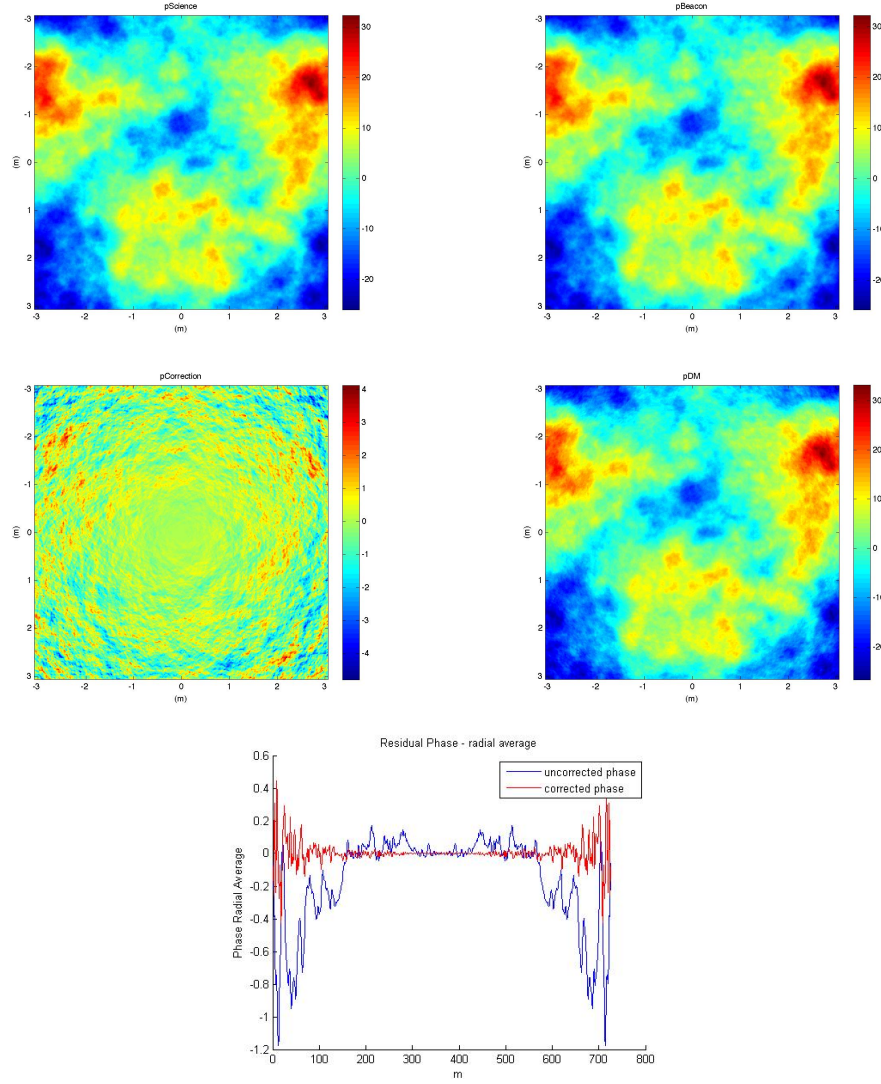 pScience
-3
-2
-1
0
1
2
3
-3 -2 -1 0 1 2 3
(m)
(m)
30
20
10
0
-10
-20
pBeacon
-3
-2
-1
0
1
2
3
-3 -2 -1 0 1 2 3
(m)
(m)
30
20
10
0
-10
-20
pCorrection
-3
-2
-1
0
1
2
3
-3 -2 -1 0 1 2 3
(m)
(m)
4
3
2
1
0
-1
-2
-3
-4
pDM
-3
-2
-1
0
1
2
3
-3 -2 -1 0 1 2 3
(m)
(m)
30
20
10
0
-10
-20
Residual Phase - radial average
uncorrected phase
corrected phase
Phase Radial Average
0.6
0.4
0.2
0
-0.2
-0.4
-0.6
-0.8
-1
-1.2
0 100 200 300 400 500 600 700 800
m